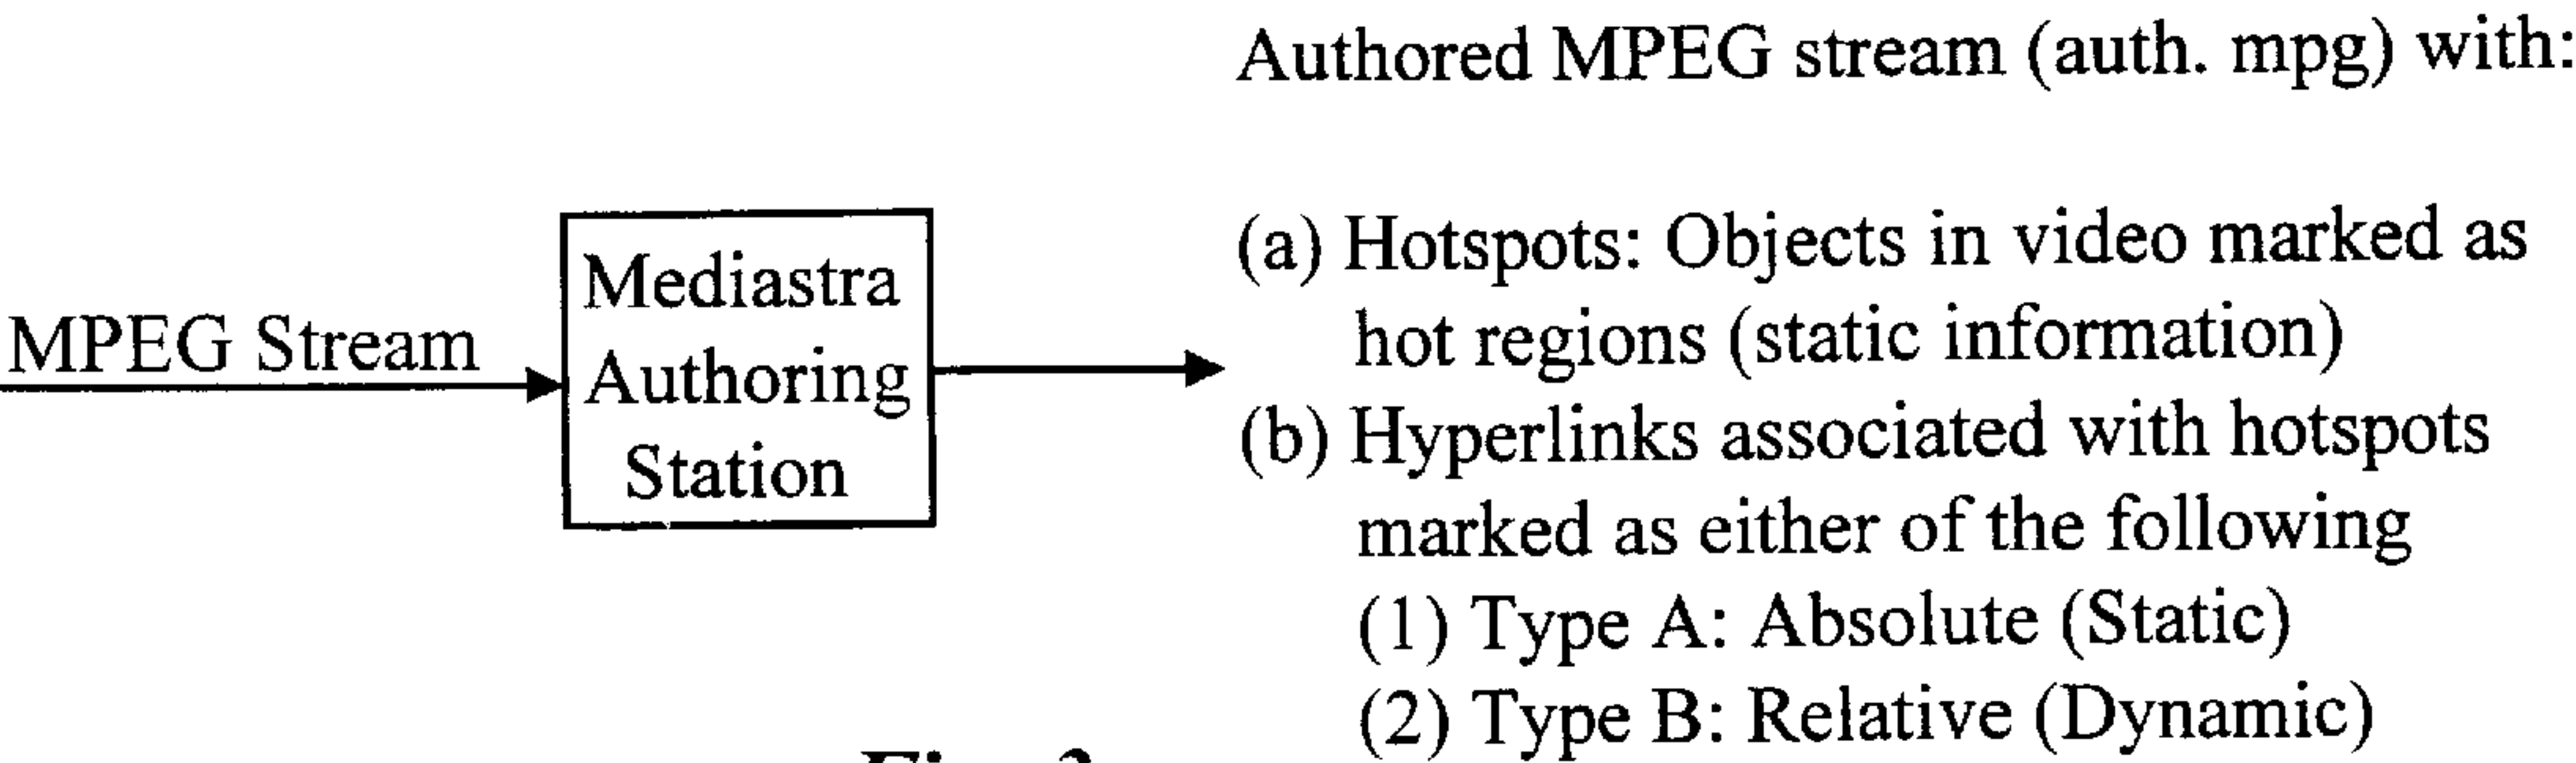 Authored MPEG stream (auth. mpg) with:
MPEG Stream
Mediastra
Authoring
Station
(a) Hotspots: Objects in video marked as
hot regions (static information)
(b) Hyperlinks associated with hotspots
marked as either of the following
(1) Type A: Absolute (Static)
(2) Type B: Relative (Dynamic)